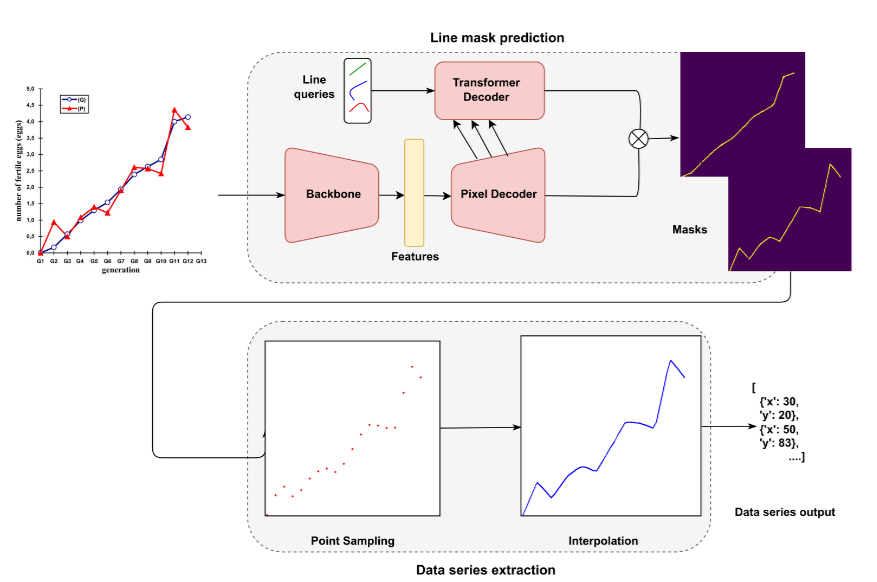 Line mask prediction
Line
queries
Transformer
Decoder
Backbone
Pixel Decoder
Features
Masks
number of fertile eggs (eggs)
5,0
4,5
4,0
3,5
3,0
2,5
2,0
1,5
1,0
0,5
0,0
(G)
(P)
G1 G2 G3 G4 G5 G6 G7 G8 G9 G10 G11 G12 G13
generation
[
{'x': 30,
'y': 20},
{'x': 50,
'y': 83},
....]
Data series output
Point Sampling
Interpolation
Data series extraction